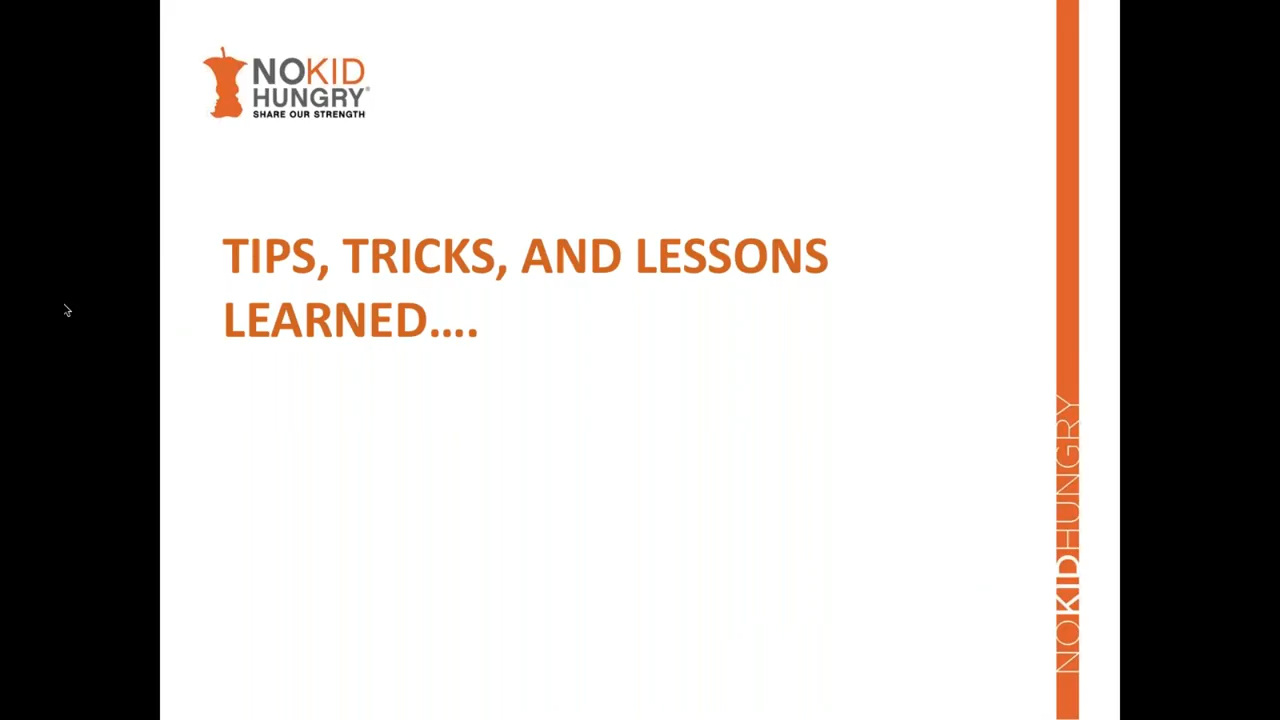 NOKID
HUNGRY®
SHARE OUR STRENGTH
TIPS, TRICKS, AND LESSONS
LEARNED....
NOKIDHUNGRY